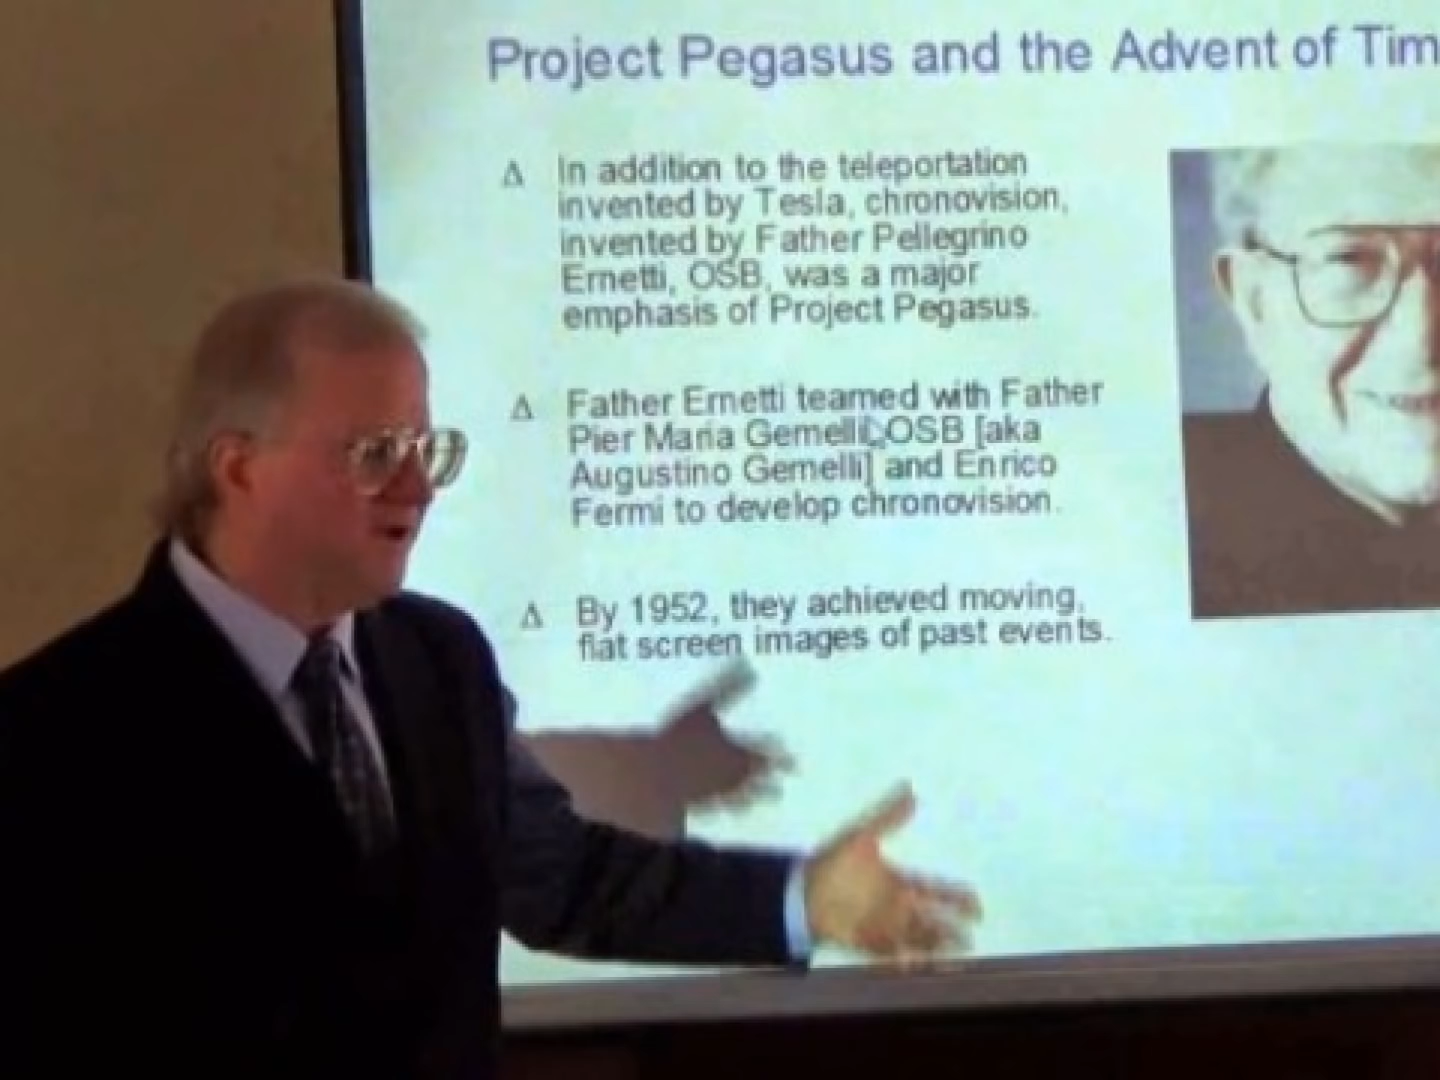 Project Pegasus and the Advent of Tim
Δ In addition to the teleportation
invented by Tesla, chronovision,
invented by Father Pellegrino
Ernetti, OSB, was a major
emphasis of Project Pegasus.
Δ Father Ernetti teamed with Father
Pier Maria Gemelli, OSB [aka
Augustino Gemelli] and Enrico
Fermi to develop chronovision.
Δ By 1952, they achieved moving,
flat screen images of past events.